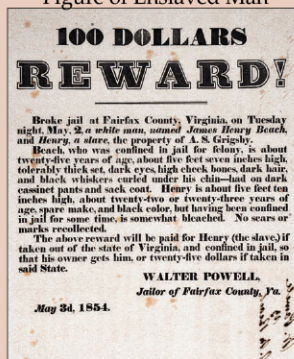 Figure of Enslaved Man
100 DOLLARS
REWARD!
Broke jail at Fairfax County, Virginia, on Tuesday
night, May, 2, a white man, named James Henry Beach,
and Henry, a slave, the property of A. S. Grigsby.
Beach, who was confined in jail for felony, is about
twenty-five years of age, about five feet seven inches high,
tolerably thick set, dark eyes, high cheek bones, dark hair,
and black whiskers curled under his chin—had on dark
cassinet pants and sack coat. Henry is about five feet ten
inches high, about twenty-two or twenty-three years of
age, spare make, and black color, but having been confined
in jail for some time, is somewhat bleached. No scars or
marks recollected.
The above reward will be paid for Henry (the slave,) if
taken out of the state of Virginia, and confined in jail, so
that his owner gets him, or twenty-five dollars if taken in
said State.
WALTER POWELL,
Jailor of Fairfax County, Va.
May 3d, 1854.